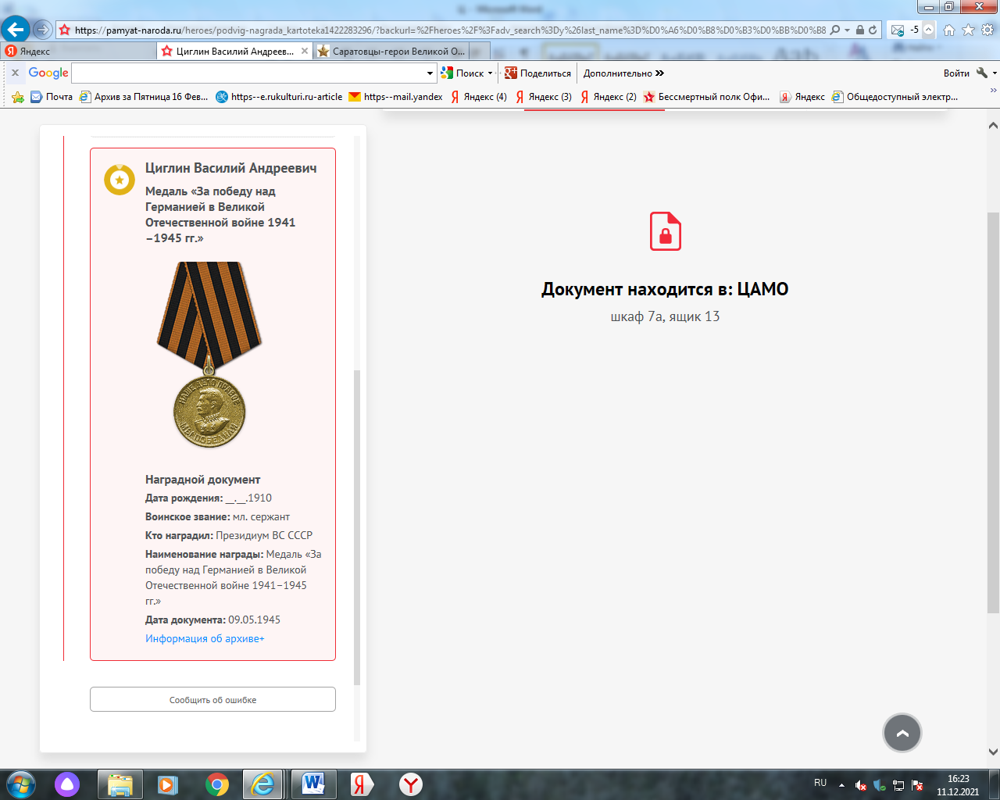 https://pamyat-naroda.ru/heroes/podvig-nagrada_kartoteka1422283296/?backurl=%2Fheroes%2F%3Fadv_search%3Dy%26last_name%3D%D0%A6%D0%B8%D0%B3%D0%BB%D0%B8
-5
Яндекс
Циглин Василий Андреев...
Саратовцы-герои Великой О...
Google
Поиск
Поделиться
Дополнительно
Войти
Почта
Архив за Пятница 16 Фев...
https--e.rukulturi.ru-article
https--mail.yandex
Яндекс (4)
Яндекс (3)
Яндекс (2)
Бессмертный полк Офи...
Яндекс
Общедоступный электр...
Циглин Василий Андреевич
Медаль «За победу над
Германией в Великой
Отечественной войне 1941
–1945 гг.»
НАШЕ ДЕЛО ПРАВОЕ
МЫ ПОБЕДИЛИ
Наградной документ
Дата рождения: __.__.1910
Воинское звание: мл. сержант
Кто наградил: Президиум ВС СССР
Наименование награды: Медаль «За
победу над Германией в Великой
Отечественной войне 1941–1945
гг.»
Дата документа: 09.05.1945
Информация об архиве+
Сообщить об ошибке
Документ находится в: ЦАМО
шкаф 7а, ящик 13
RU
16:23
11.12.2021